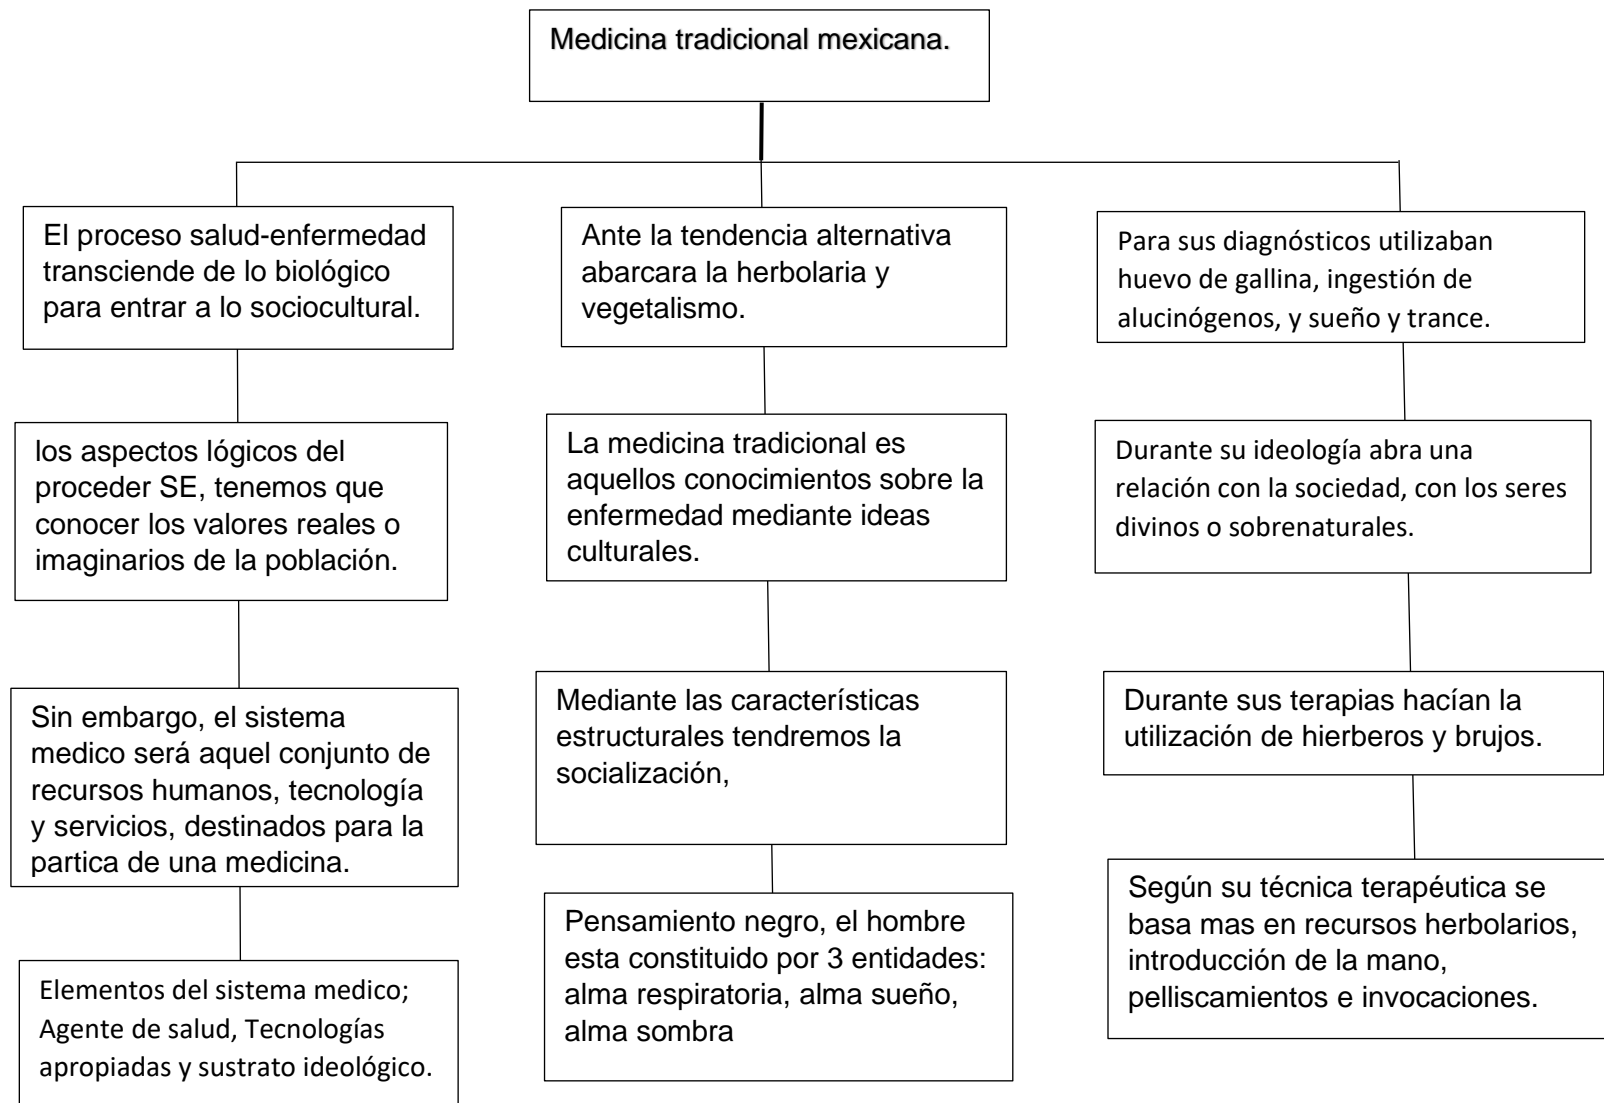 Medicina tradicional mexicana.
El proceso salud-enfermedad
transciende de lo biológico
para entrar a lo sociocultural.
los aspectos lógicos del
proceder SE, tenemos que
conocer los valores reales o
imaginarios de la población.
Sin embargo, el sistema
medico será aquel conjunto de
recursos humanos, tecnología
y servicios, destinados para la
partica de una medicina.
Elementos del sistema medico;
Agente de salud, Tecnologías
apropiadas y sustrato ideológico.
Ante la tendencia alternativa
abarcara la herbolaria y
vegetalismo.
La medicina tradicional es
aquellos conocimientos sobre la
enfermedad mediante ideas
culturales.
Mediante las características
estructurales tendremos la
socialización,
Pensamiento negro, el hombre
esta constituido por 3 entidades:
alma respiratoria, alma sueño,
alma sombra
Para sus diagnósticos utilizaban
huevo de gallina, ingestión de
alucinógenos, y sueño y trance.
Durante su ideología abra una
relación con la sociedad, con los seres
divinos o sobrenaturales.
Durante sus terapias hacían la
utilización de hierberos y brujos.
Según su técnica terapéutica se
basa mas en recursos herbolarios,
introducción de la mano,
pelliscamientos e invocaciones.